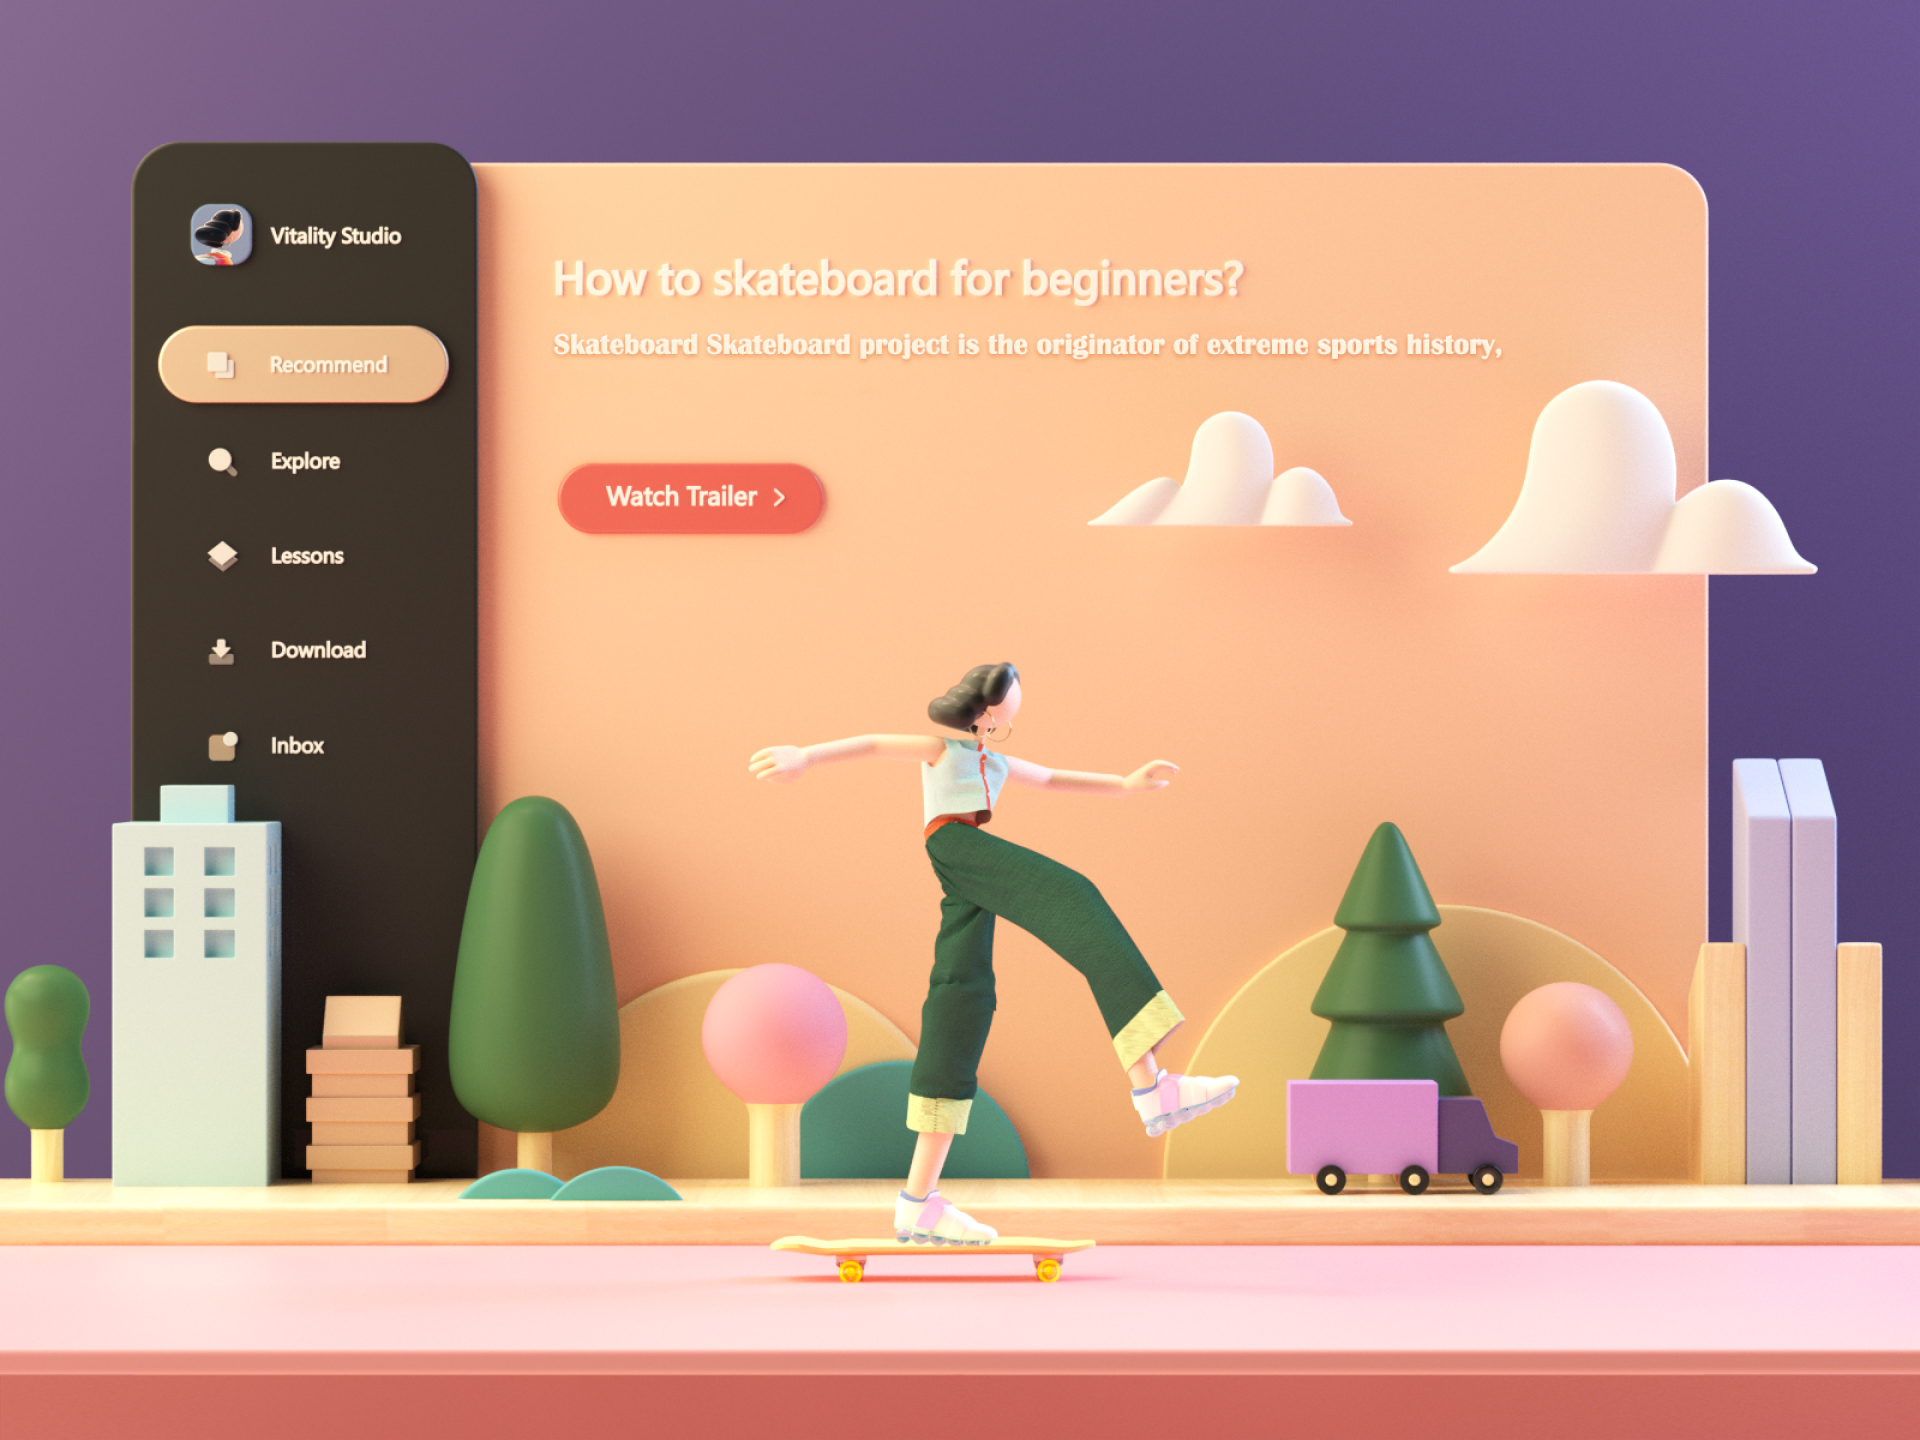 Vitality Studio
Recommend
Explore
Lessons
Download
Inbox
How to skateboard for beginners?
Skateboard Skateboard project is the originator of extreme sports history,
Watch Trailer